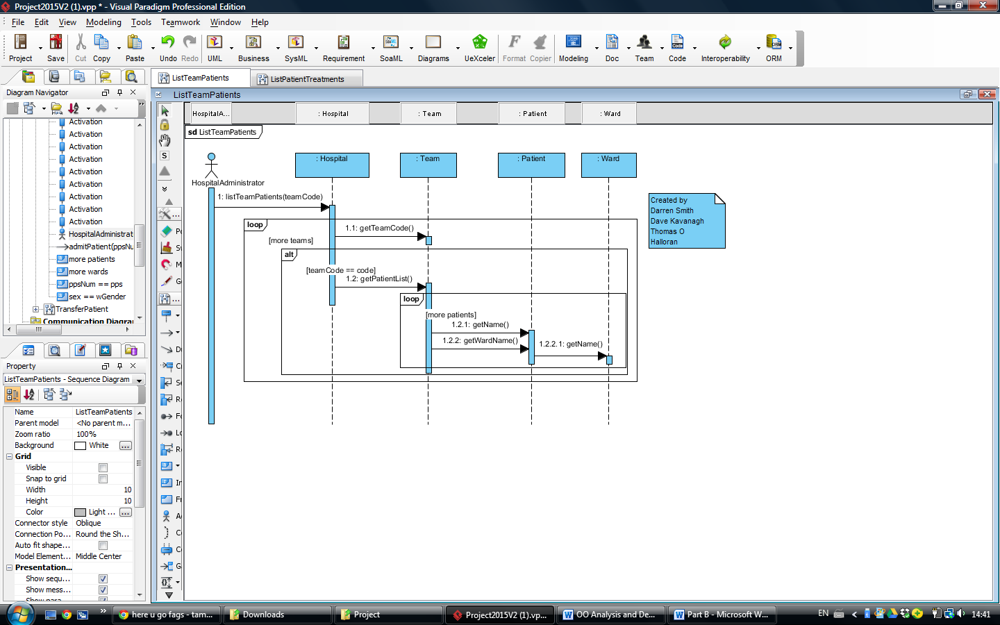 Project2015V2 (1).vpp * - Visual Paradigm Professional Edition
File Edit View Modeling Tools Teamwork Window Help
Project Save Cut Copy Paste Undo Redo UML Business SysML Requirement SoaML Diagrams UeXceler Format Copier Modeling Doc Team Code Interoperability ORM
ListTeamPatients ListPatientTreatments
Diagram Navigator
ListTeamPatients
HospitalA... : Hospital : Team : Patient : Ward
sd ListTeamPatients
Activation
Activation
Activation
Activation
Activation
Activation
Activation
Activation
Activation
HospitalAdministrat
admitPatient(ppsNu
more patients
more wards
ppsNum == pps
sex == wGender
TransferPatient
Communication Diagram
: Hospital : Team : Patient : Ward
HospitalAdministrator
1: listTeamPatients(teamCode)
loop
1.1: getTeamCode()
[more teams]
alt
[teamCode == code]
1.2: getPatientList()
loop
[more patients]
1.2.1: getName()
1.2.2: getWardName()
1.2.2.1: getName()
Created by
Darren Smith
Dave Kavanagh
Thomas O
Halloran
S
Property
ListTeamPatients - Sequence Diagram
Name ListTeamPatients
Parent model <No parent m...
Zoom ratio 100%
Background White ...
Grid
Visible
Snap to grid
Width 10
Height 10
Color Light ... ...
Connector style Oblique
Connection Po... Round the Sh...
Auto fit shape...
Model Element... Middle Center
Presentation...
Show sequ...
Show mess...
Show para
here u go fags - tam... Downloads Project Project2015V2 (1).vp... OO Analysis and De... Part B - Microsoft W... EN 14:41